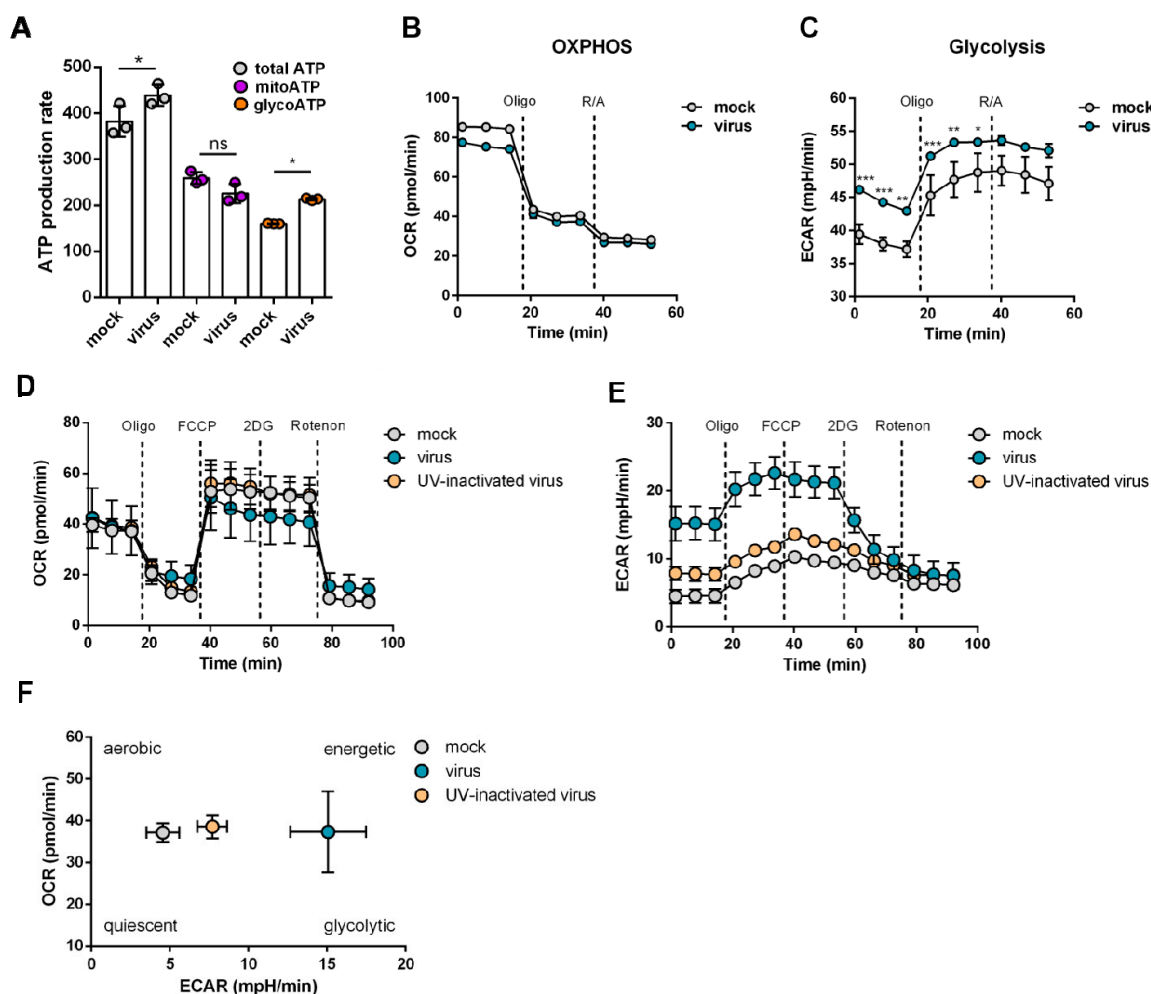 A
ATP production rate
500
400
300
200
100
0
total ATP
mitoATP
glycoATP
*
ns
*
mock
virus
mock
virus
mock
virus
B
OXPHOS
OCR (pmol/min)
100
80
60
40
20
0
Oligo
R/A
mock
virus
0
20
40
60
Time (min)
C
Glycolysis
ECAR (mpH/min)
60
55
50
45
40
35
30
Oligo
R/A
mock
virus
***
***
**
***
**
*
0
20
40
60
Time (min)
D
OCR (pmol/min)
80
60
40
20
0
Oligo
FCCP
2DG
Rotenon
mock
virus
UV-inactivated virus
0
20
40
60
80
100
Time (min)
E
ECAR (mpH/min)
30
20
10
0
Oligo
FCCP
2DG
Rotenon
mock
virus
UV-inactivated virus
0
20
40
60
80
100
Time (min)
F
OCR (pmol/min)
60
50
40
30
20
10
aerobic
energetic
quiescent
glycolytic
mock
virus
UV-inactivated virus
0
5
10
15
20
ECAR (mpH/min)